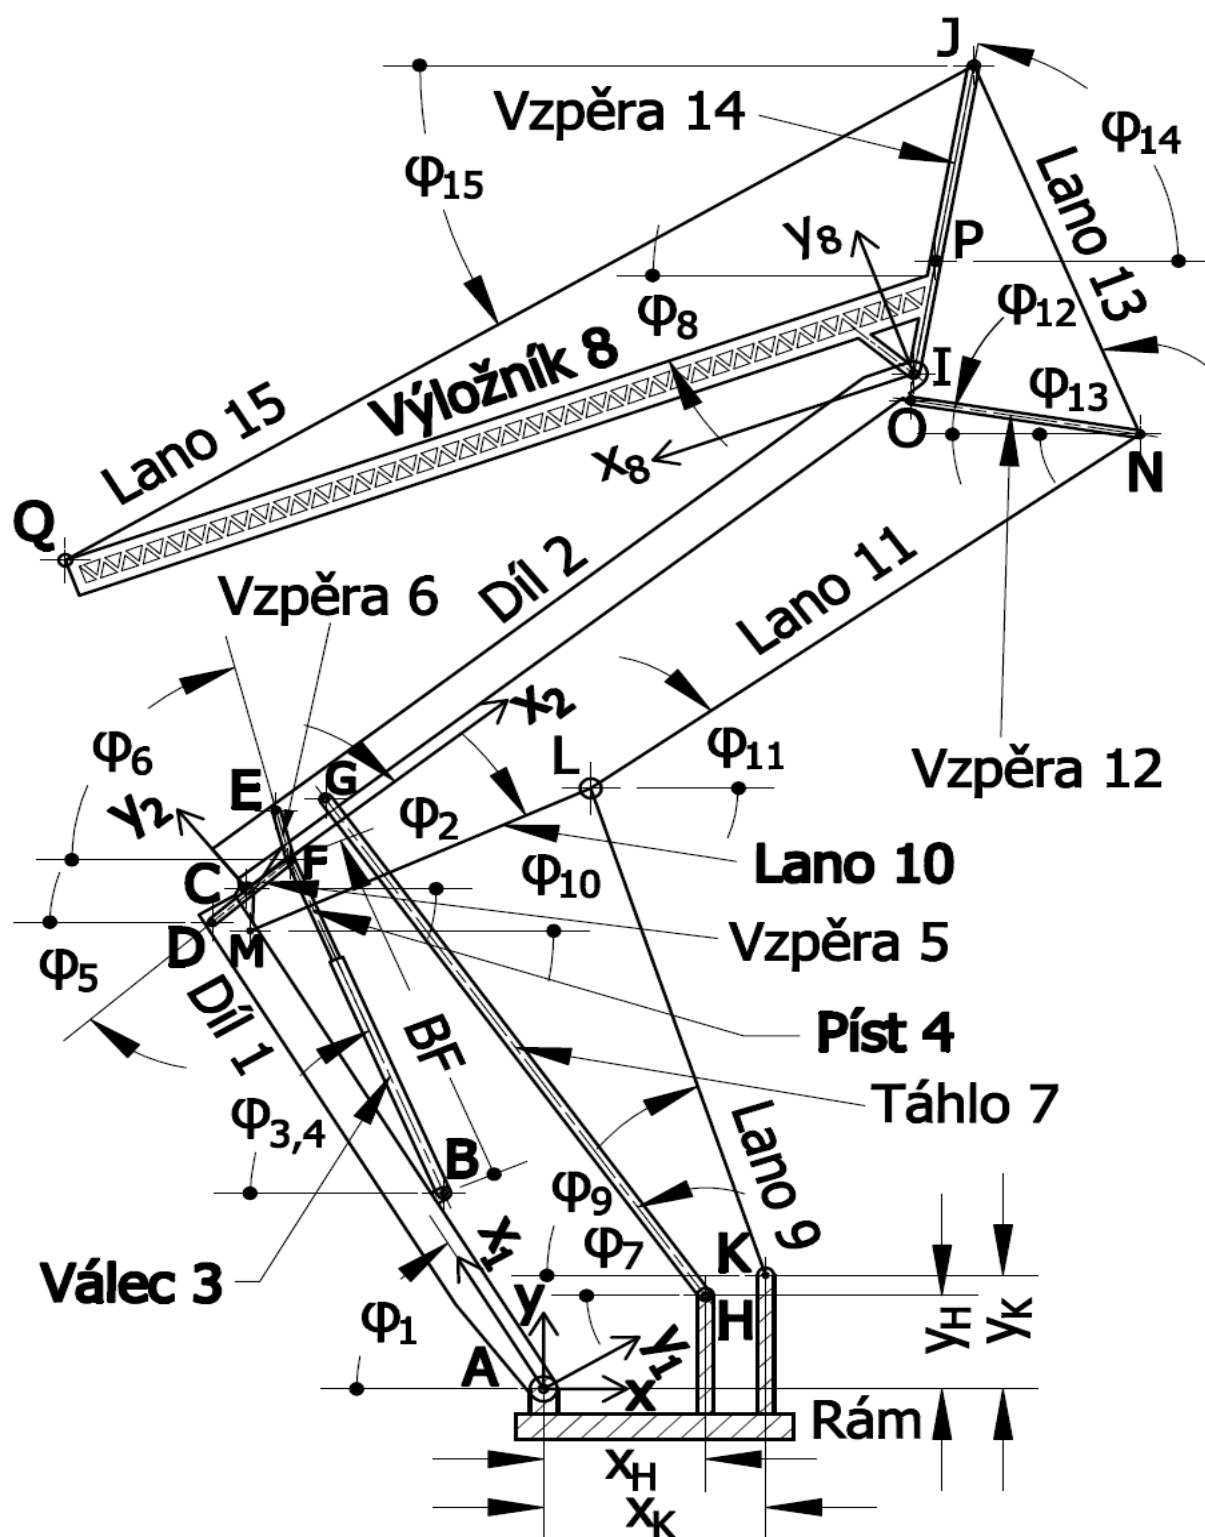 J
Vzpěra 14
φ14
φ15
Lano 13
y8
P
φ8
φ12
Výložník 8
I
φ13
Lano 15
x8
O
N
Q
Díl 2
Lano 11
Vzpěra 6
x2
L
φ11
Vzpěra 12
φ6
E
G
y2
φ2
F
Lano 10
C
φ10
D
M
Vzpěra 5
φ5
Díl 1
BF
Píst 4
Táhlo 7
φ3,4
Lano 9
B
φ9
x1
φ7
K
Válec 3
H
yH
yK
φ1
y
y1
A
x
Rám
xH
xK